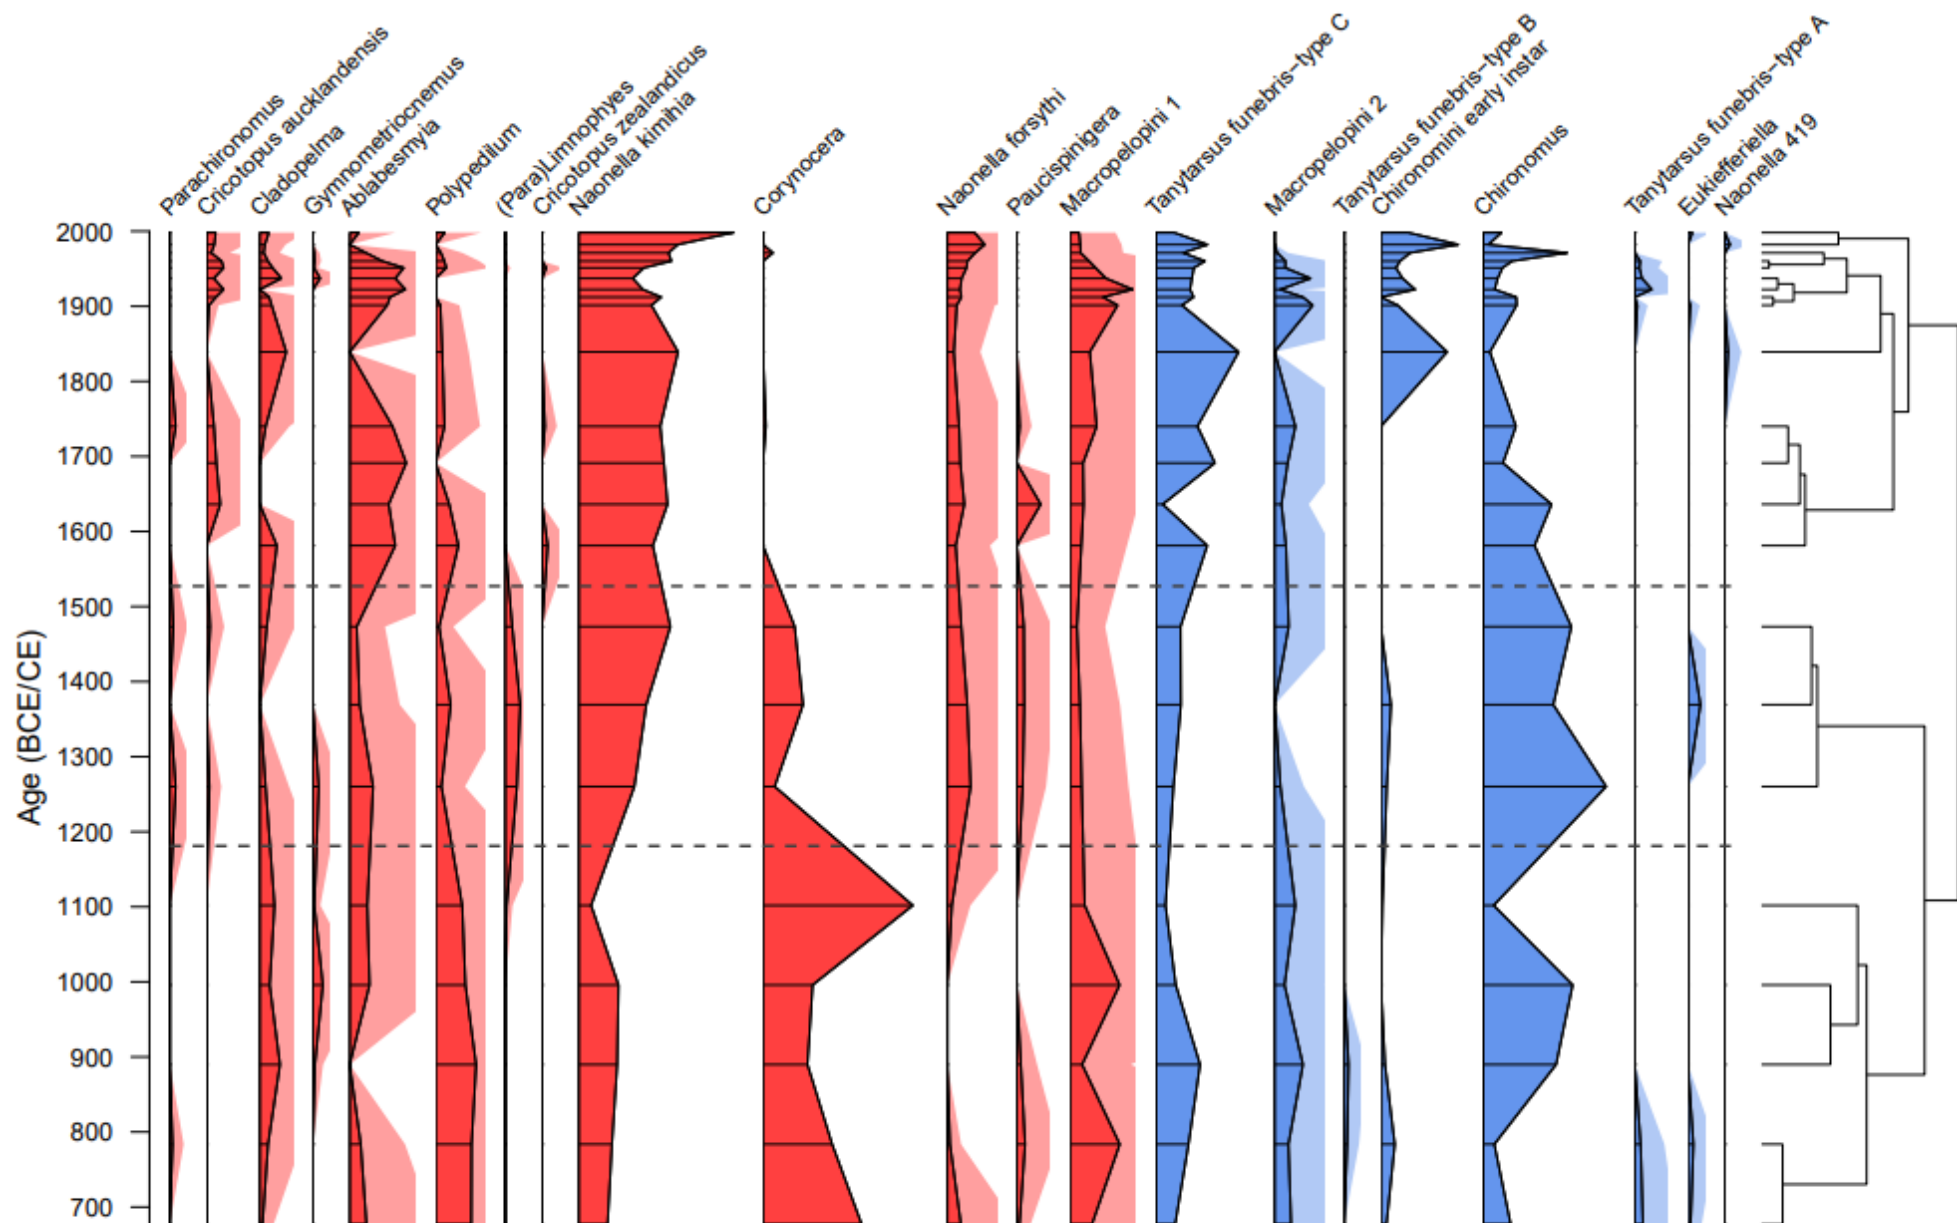 Parachironomus
Cricotopus aucklandensis
Cladopelma
Gymnometriocnemus
Ablabesmyia
Polypedilum
(Para)Limnophyes
Cricotopus zealandicus
Naonella kimihia
Corynocera
Naonella forsythi
Paucispinigera
Macropelopini 1
Tanytarsus funebris-type C
Macropelopini 2
Tanytarsus funebris-type B
Chironomini early instar
Chironomus
Tanytarsus funebris-type A
Eukiefferiella
Naonella 419
Age (BCE/CE)
2000
1900
1800
1700
1600
1500
1400
1300
1200
1100
1000
900
800
700